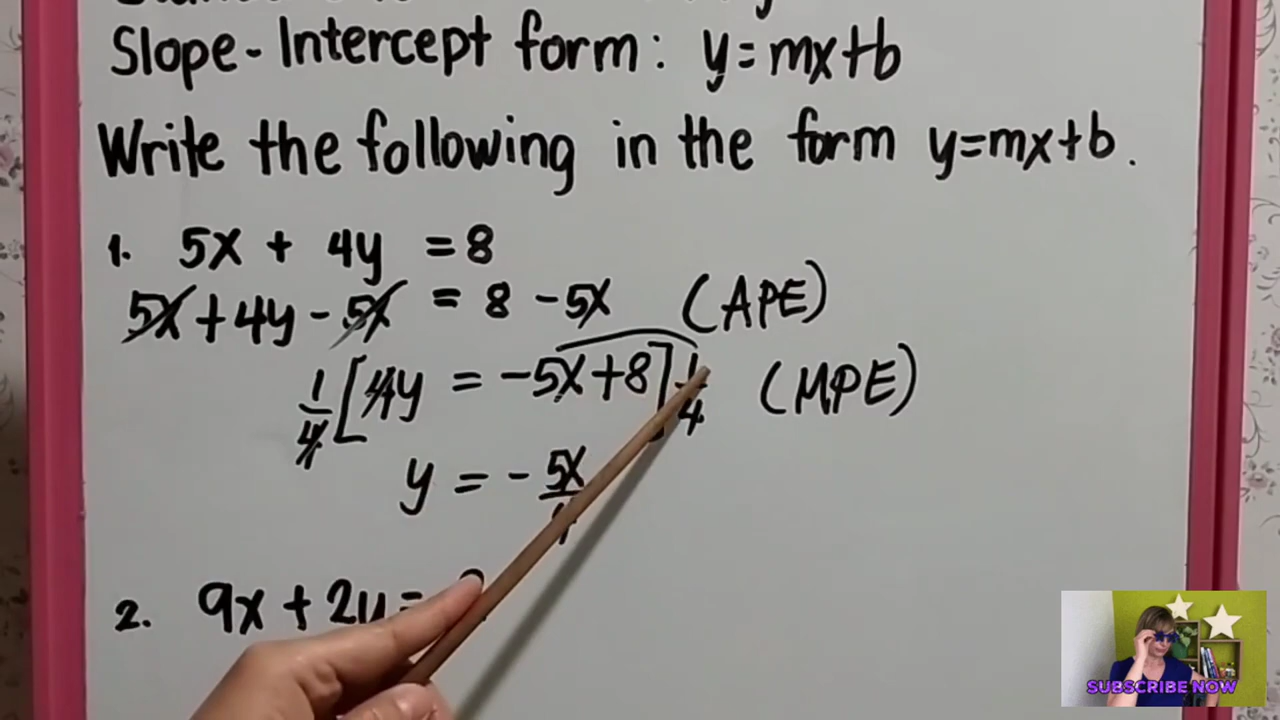 Slope-Intercept form: y=mx+b
Write the following in the form y=mx+b.
1. 5x + 4y = 8
5x+4y-5x = 8-5x (APE)
1/4[4y = -5x+8]1/4 (MPE)
y = -5x/4
2. 9x+2y=
SUBSCRIBE NOW